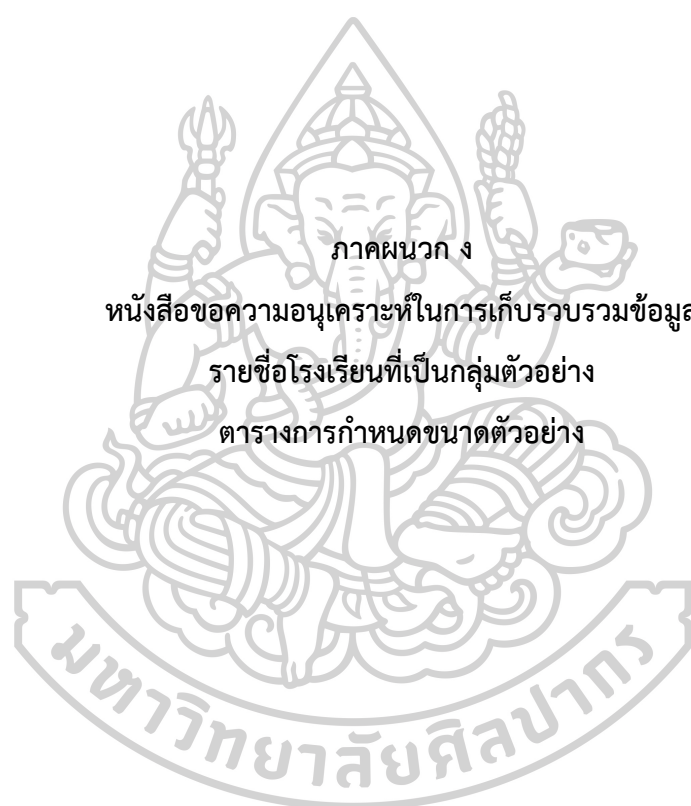 ภาคผนวก ง
หนังสือขอความอนุเคราะห์ในการเก็บรวบรวมข้อมูล
รายชื่อโรงเรียนที่เป็นกลุ่มตัวอย่าง
ตารางการกำหนดขนาดตัวอย่าง
มหาวิทยาลัยศิลปากร